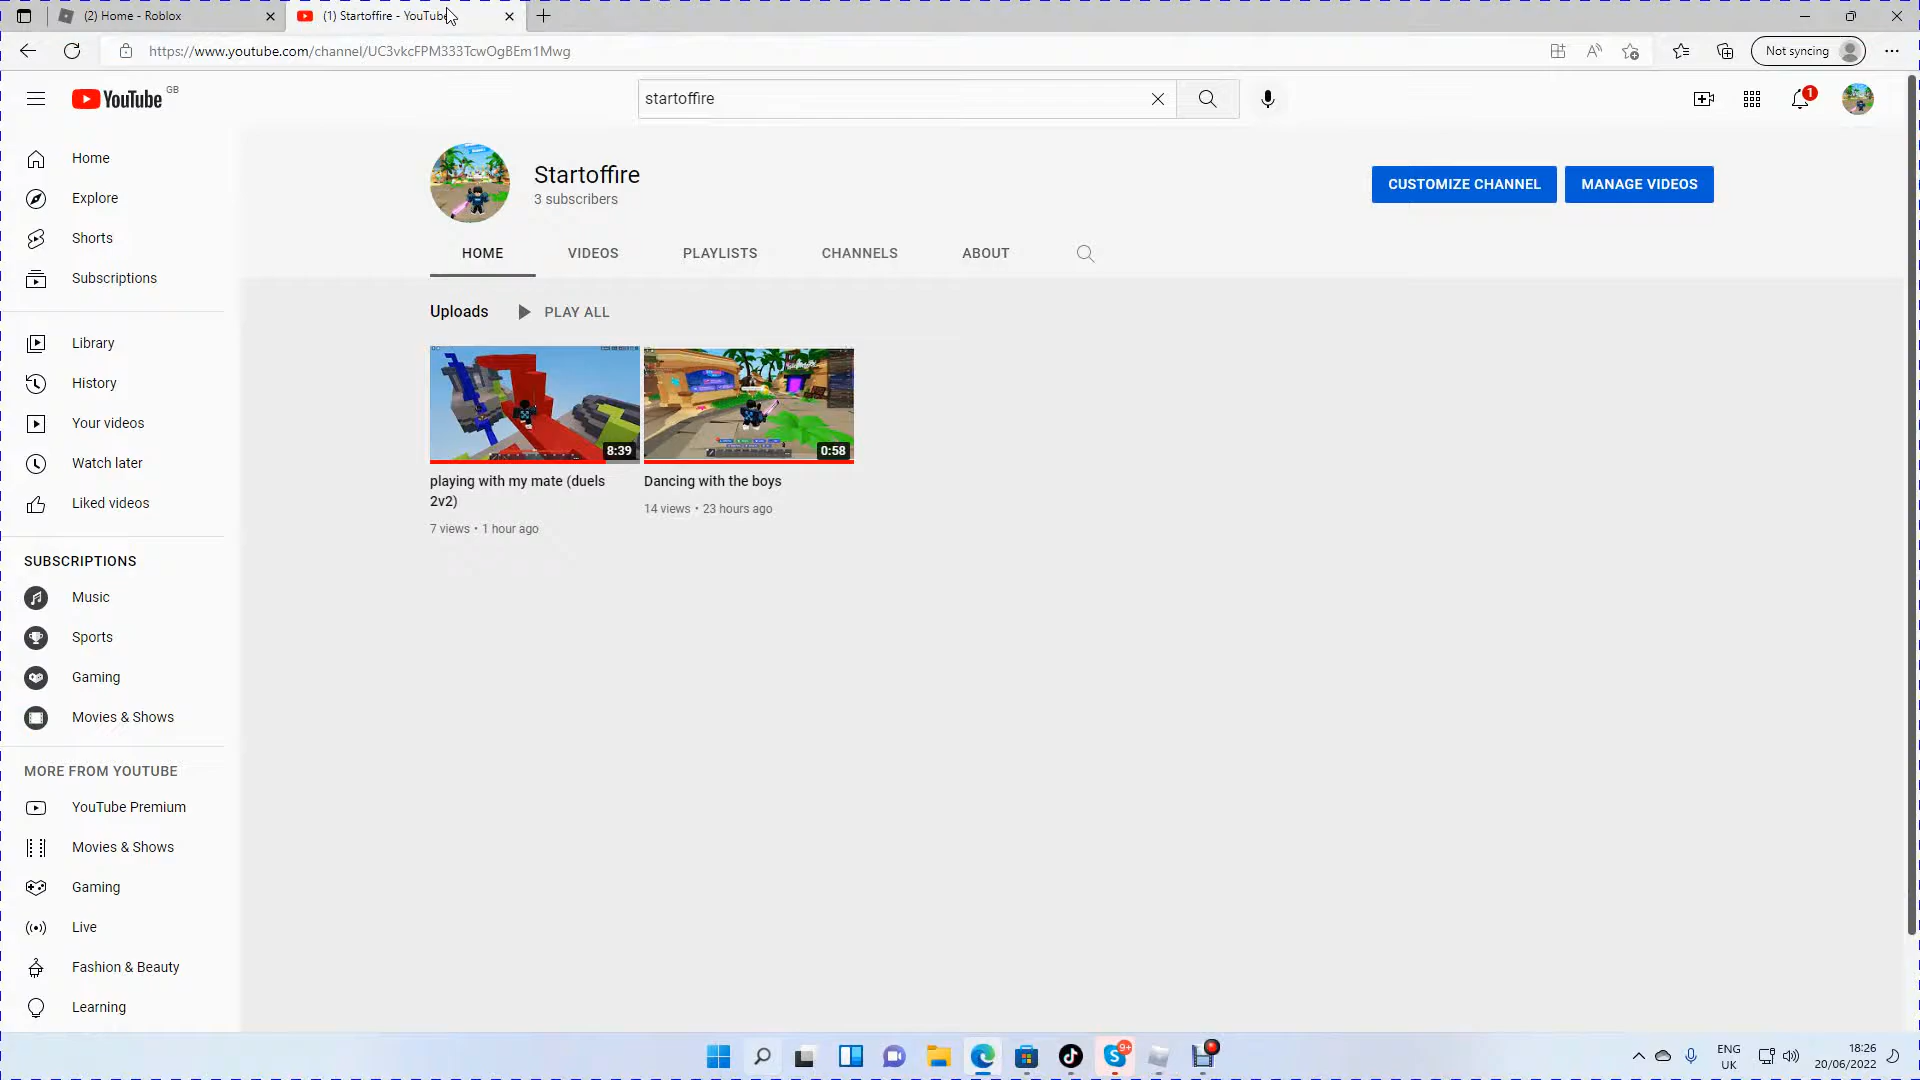 (2) Home - Roblox
(1) Startoffire - YouTube
https://www.youtube.com/channel/UC3vkcFPM333TcwOgBEm1Mwg
Not syncing
YouTube GB
startoffire
1
Home
Explore
Shorts
Subscriptions
Library
History
Your videos
Watch later
Liked videos
SUBSCRIPTIONS
Music
Sports
Gaming
Movies & Shows
MORE FROM YOUTUBE
YouTube Premium
Movies & Shows
Gaming
Live
Fashion & Beauty
Learning
Startoffire
3 subscribers
CUSTOMIZE CHANNEL
MANAGE VIDEOS
HOME
VIDEOS
PLAYLISTS
CHANNELS
ABOUT
Uploads
PLAY ALL
8:39
0:58
playing with my mate (duels
2v2)
7 views • 1 hour ago
Dancing with the boys
14 views • 23 hours ago
9+
ENG
UK
18:26
20/06/2022